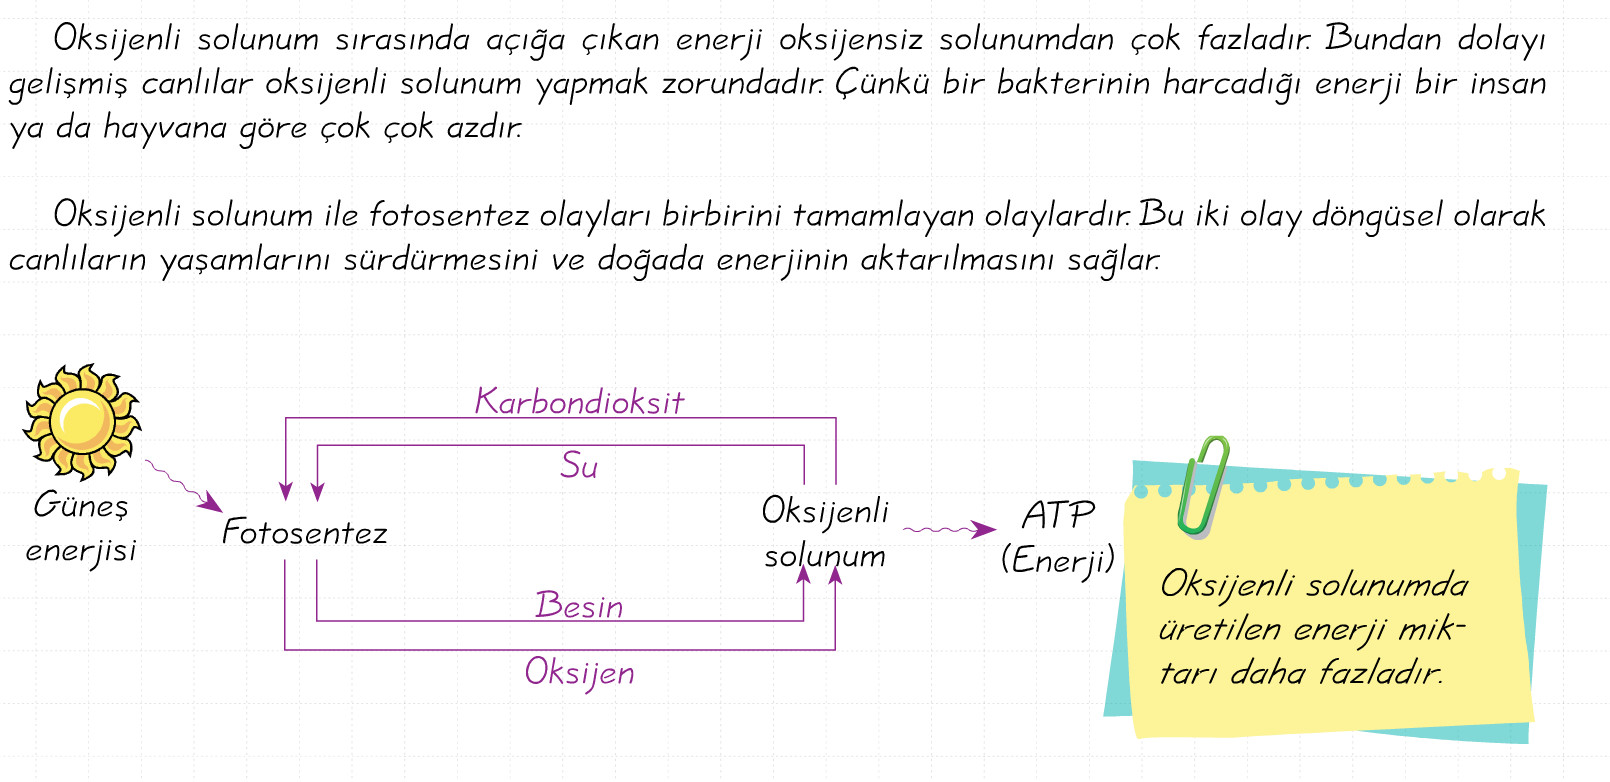 Oksijenli solunum sırasında açığa çıkan enerji oksijensiz solunumdan çok fazladır. Bundan dolayı
gelişmiş canlılar oksijenli solunum yapmak zorundadır. Çünkü bir bakterinin harcadığı enerji bir insan
ya da hayvana göre çok çok azdır.
Oksijenli solunum ile fotosentez olayları birbirini tamamlayan olaylardır. Bu iki olay döngüsel olarak
canlıların yaşamlarını sürdürmesini ve doğada enerjinin aktarılmasını sağlar.
Karbondioksit
Su
Güneş
enerjisi
Fotosentez
Oksijenli
solunum
ATP
(Enerji)
Besin
Oksijen
Oksijenli solunumda
üretilen enerji mik-
tarı daha fazladır.